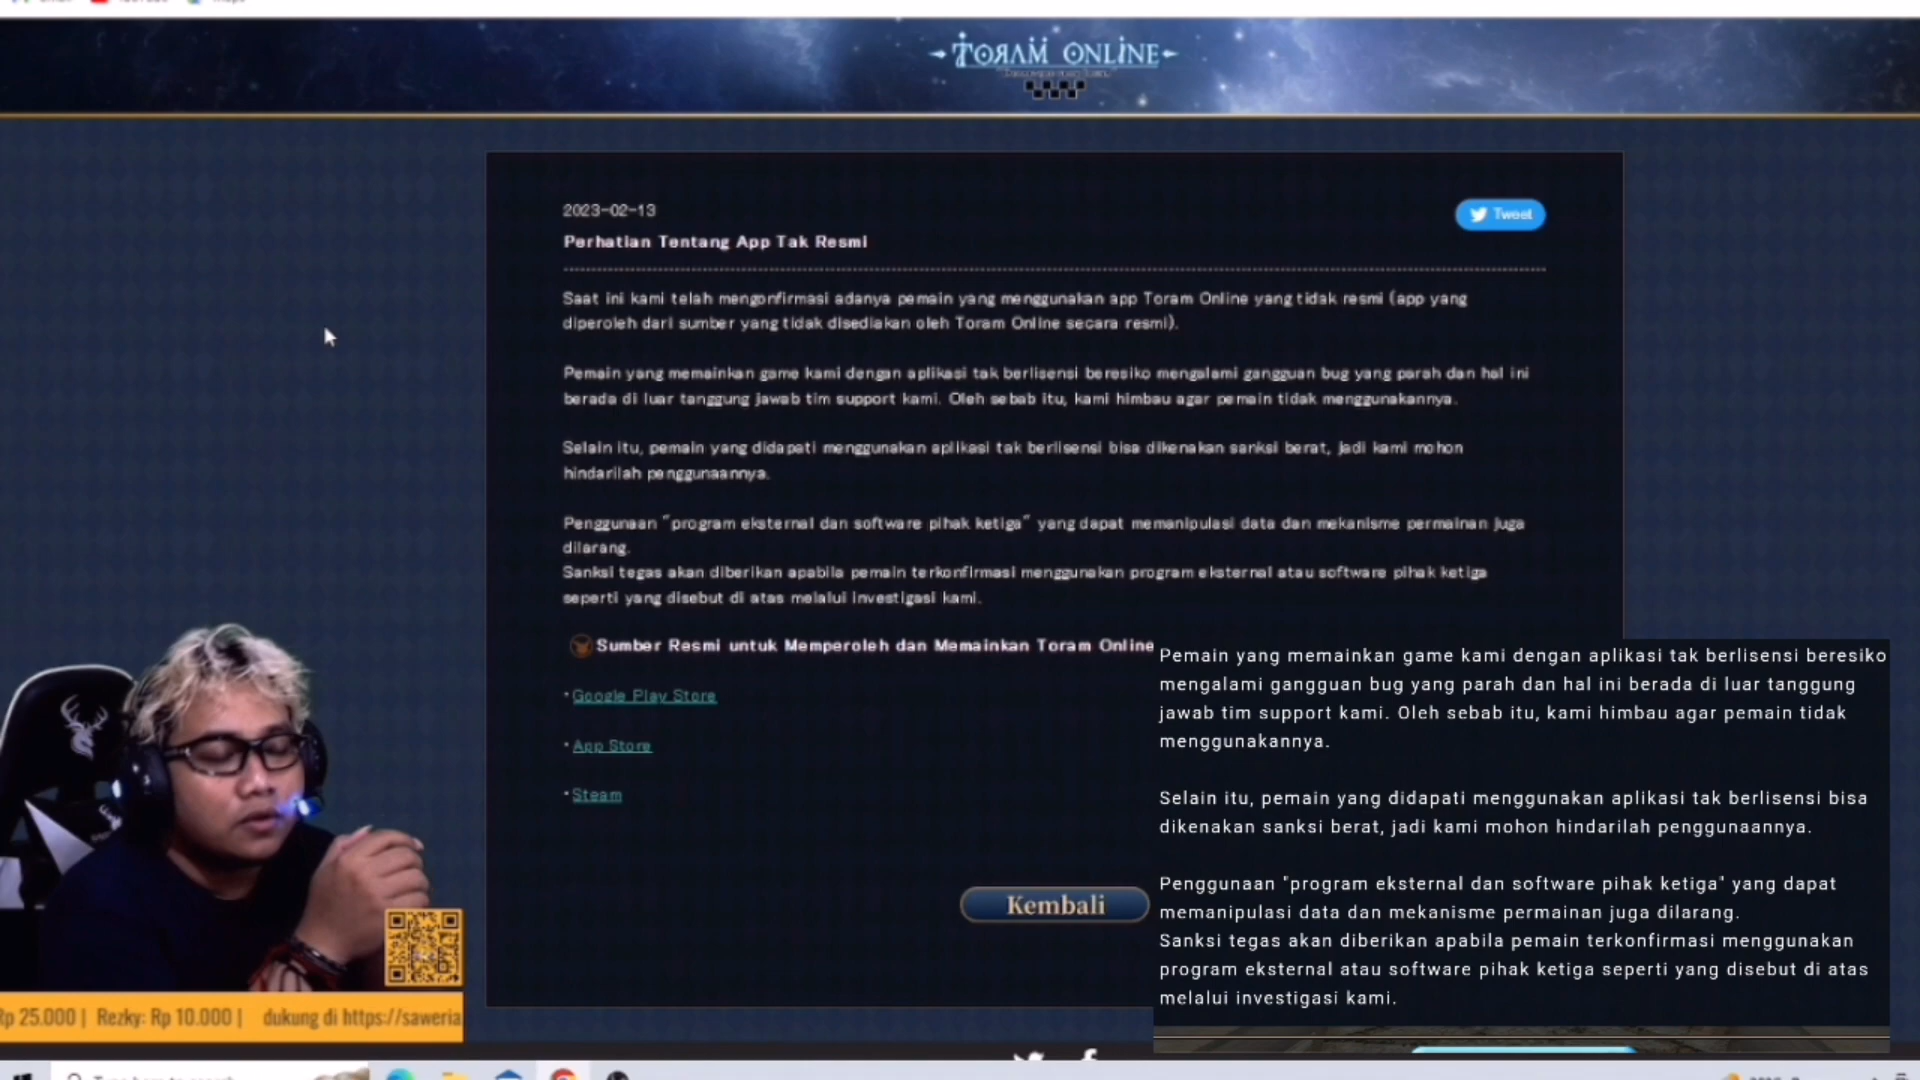 TORAM ONLINE
2023-02-13
Tweet
Perhatian Tentang App Tak Resmi
Saat ini kami telah mengonfirmasi adanya pemain yang menggunakan app Toram Online yang tidak resmi (app yang
diperoleh dari sumber yang tidak disediakan oleh Toram Online secara resmi).
Pemain yang memainkan game kami dengan aplikasi tak berlisensi beresiko mengalami gangguan bug yang parah dan hal ini
berada di luar tanggung jawab tim support kami. Oleh sebab itu, kami himbau agar pemain tidak menggunakannya.
Selain itu, pemain yang didapati menggunakan aplikasi tak berlisensi bisa dikenakan sanksi berat, jadi kami mohon
hindarilah penggunaannya.
Penggunaan "program eksternal dan software pihak ketiga" yang dapat memanipulasi data dan mekanisme permainan juga
dilarang.
Sanksi tegas akan diberikan apabila pemain terkonfirmasi menggunakan program eksternal atau software pihak ketiga
seperti yang disebut di atas melalui investigasi kami.
Sumber Resmi untuk Memperoleh dan Memainkan Toram Online
・Google Play Store
・App Store
・Steam
Kembali
Pemain yang memainkan game kami dengan aplikasi tak berlisensi beresiko
mengalami gangguan bug yang parah dan hal ini berada di luar tanggung
jawab tim support kami. Oleh sebab itu, kami himbau agar pemain tidak
menggunakannya.
Selain itu, pemain yang didapati menggunakan aplikasi tak berlisensi bisa
dikenakan sanksi berat, jadi kami mohon hindarilah penggunaannya.
Penggunaan "program eksternal dan software pihak ketiga" yang dapat
memanipulasi data dan mekanisme permainan juga dilarang.
Sanksi tegas akan diberikan apabila pemain terkonfirmasi menggunakan
program eksternal atau software pihak ketiga seperti yang disebut di atas
melalui investigasi kami.
Rp 25.000 | Rezky: Rp 10.000 | dukung di https://saweria